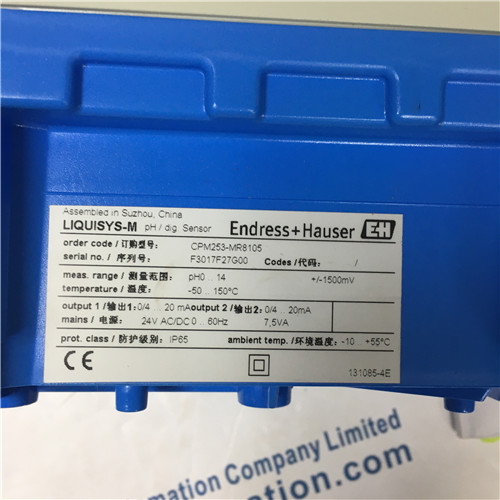 Assembled in Suzhou, China
LIQUISYS-M pH / dig. Sensor Endress+Hauser EH
order code / 订购型号: CPM253-MR8105
serial no. / 序列号: F3017F27G00 Codes /代码: /
meas. range / 测量范围: pH0 .. 14 +/-1500mV
temperature / 温度: -50 .. 150°C
output 1 /输出1: 0/4 .. 20 mA output 2 /输出2: 0/4 .. 20mA
mains / 电源: 24V AC/DC 0 .. 60Hz 7,5VA
prot. class / 防护级别: IP65 ambient temp. /环境温度: -10 +55°C
CE 131085-4E
mation Company Limited
mation.com